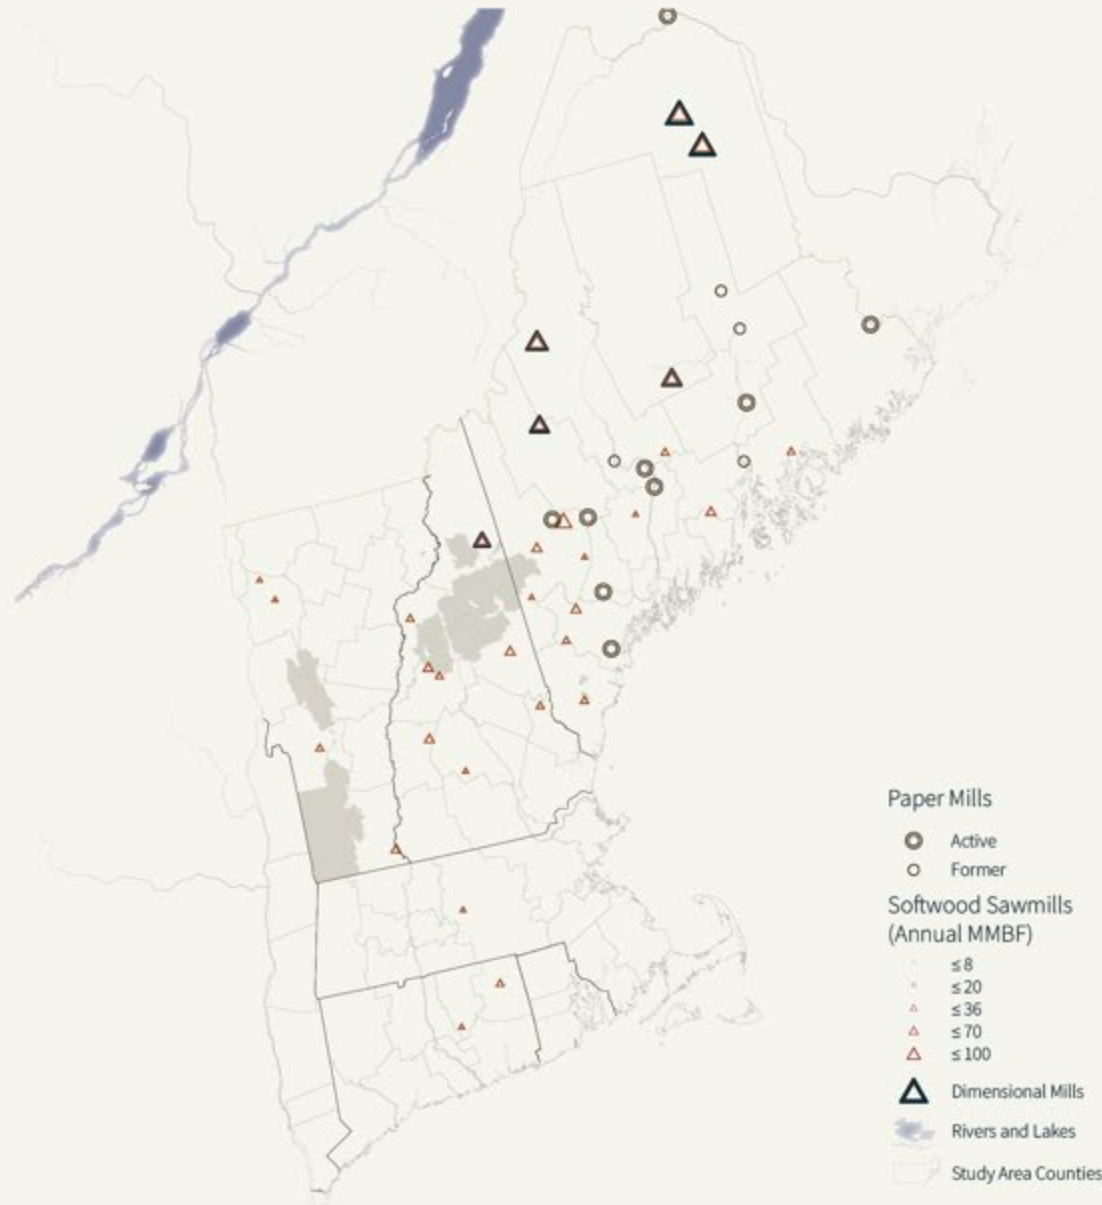 Paper Mills
Active
Former
Softwood Sawmills
(Annual MMBF)
≤ 8
≤ 20
≤ 36
≤ 70
≤ 100
Dimensional Mills
Rivers and Lakes
Study Area Counties